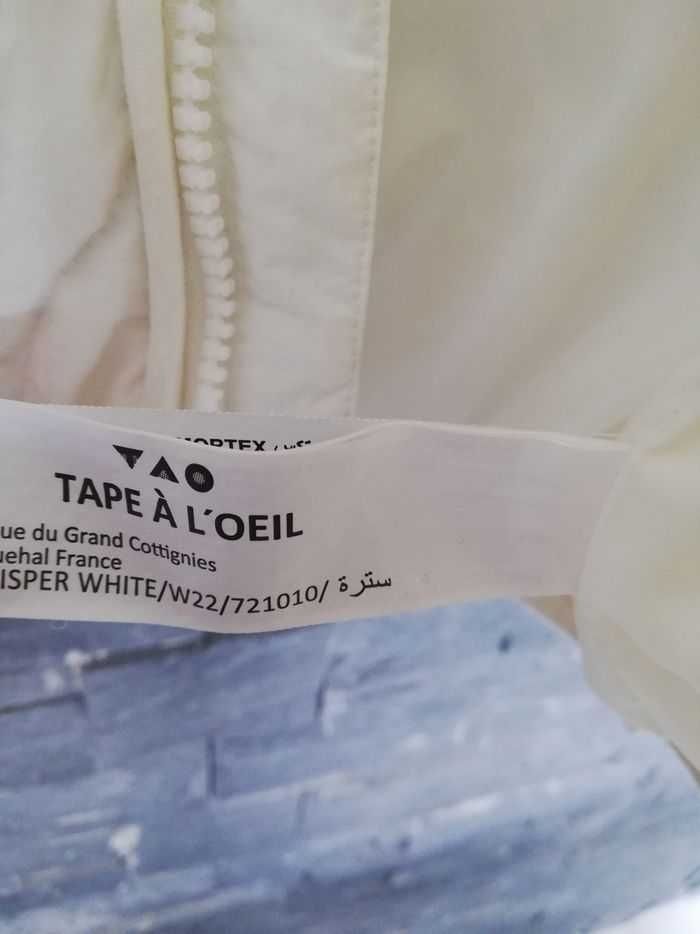 TAO
TAPE À L'OEIL
ue du Grand Cottignies
uehal France
ISPER WHITE/W22/721010/ سترة